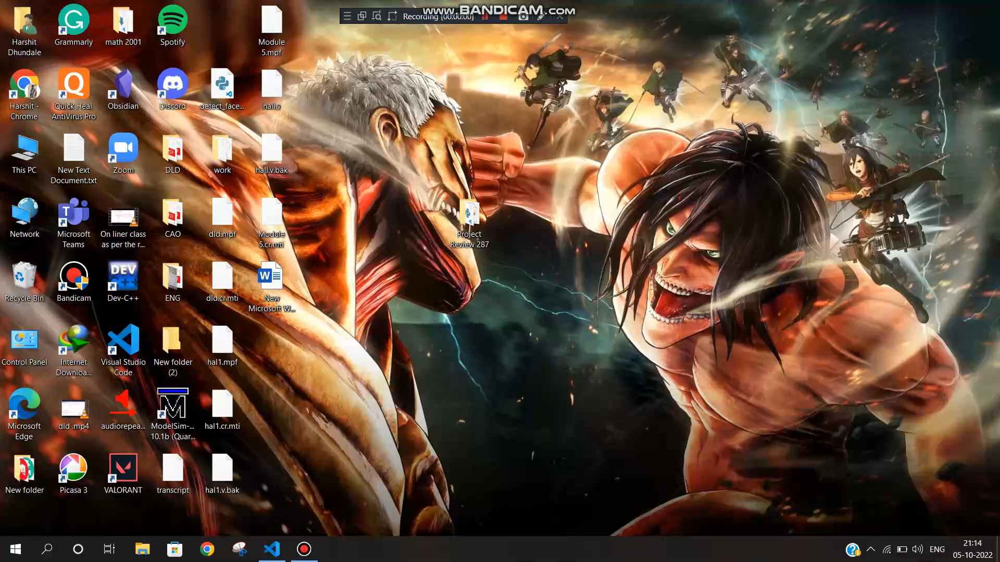 www.BANDICAM.COM
Recording [00:00:00]
Harshit
Dhundale
Grammarly
math 2001
Spotify
Module
5.mpf
Harshit -
Chrome
Quick Heal
AntiVirus Pro
Obsidian
Discord
detect_face...
hall.v
This PC
New Text
Document.txt
Zoom
DLD
work
hall.v.bak
Network
Microsoft
Teams
On liner class
as per the r...
CAO
dld.mpf
Module
5.cr.mti
Project
Review 287
Recycle Bin
Bandicam
DEV
C++
Dev-C++
ENG
dld.cr.mti
New
Microsoft W...
Control Panel
Internet
Downloa...
Visual Studio
Code
New folder
(2)
hal1.mpf
Microsoft
Edge
dld .mp4
audiorepea...
ModelSim-...
10.1b (Quar...
hal1.cr.mti
New folder
Picasa 3
VALORANT
transcript
hal1.v.bak
ENG
21:14
05-10-2022